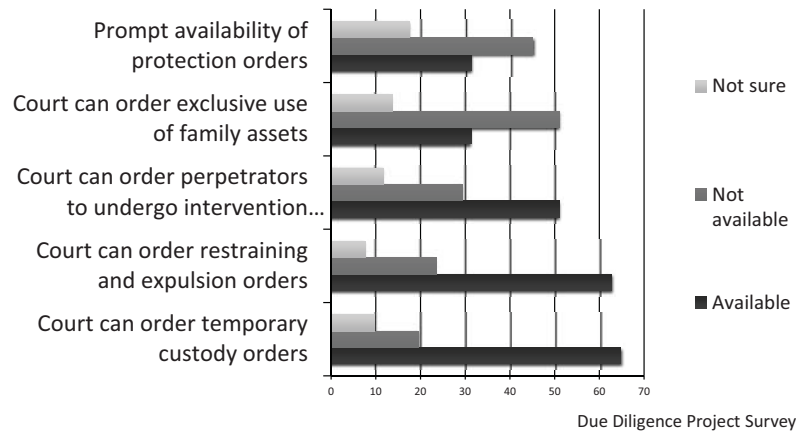 Prompt availability of
protection orders
Court can order exclusive use
of family assets
Court can order perpetrators
to undergo intervention...
Court can order restraining
and expulsion orders
Court can order temporary
custody orders
0 10 20 30 40 50 60 70
Not sure
Not
available
Available
Due Diligence Project Survey